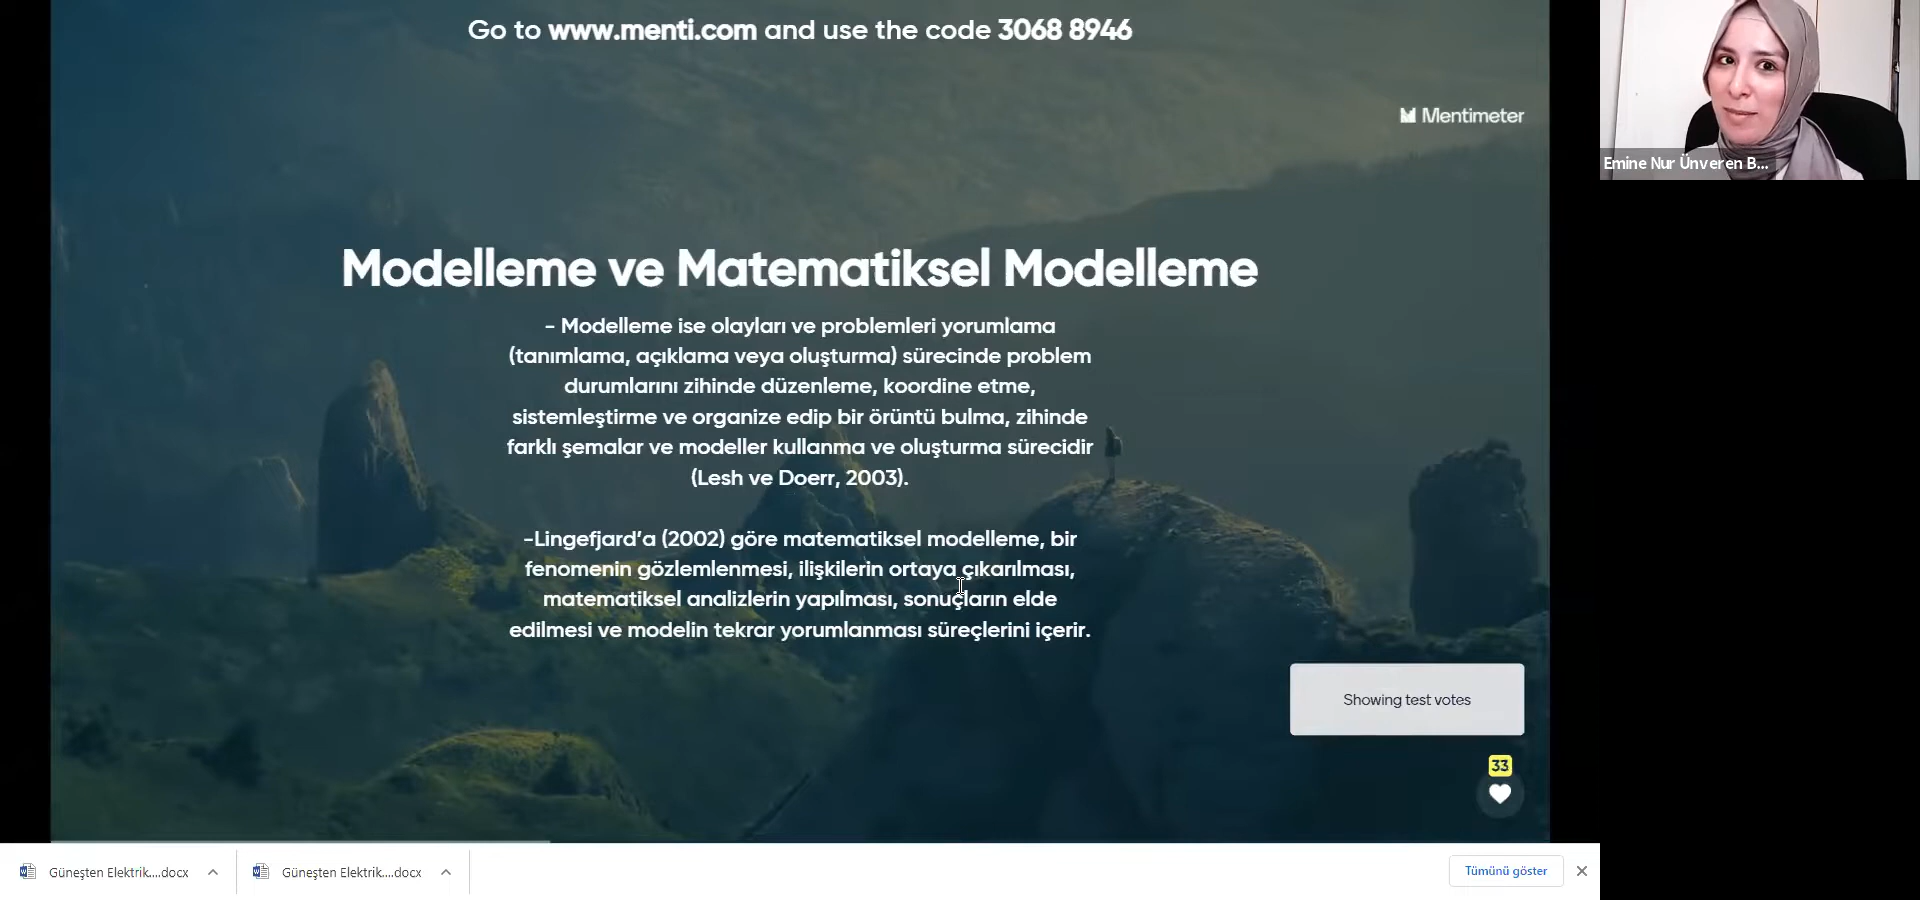 Go to www.menti.com and use the code 3068 8946
Mentimeter
Emine Nur Ünveren B...
Modelleme ve Matematiksel Modelleme
- Modelleme ise olayları ve problemleri yorumlama
(tanımlama, açıklama veya oluşturma) sürecinde problem
durumlarını zihinde düzenleme, koordine etme,
sistemleştirme ve organize edip bir örüntü bulma, zihinde
farklı şemalar ve modeller kullanma ve oluşturma sürecidir
(Lesh ve Doerr, 2003).
-Lingefjard’a (2002) göre matematiksel modelleme, bir
fenomenin gözlemlenmesi, ilişkilerin ortaya çıkarılması,
matematiksel analizlerin yapılması, sonuçların elde
edilmesi ve modelin tekrar yorumlanması süreçlerini içerir.
Showing test votes
33
Güneşten Elektrik....docx
Güneşten Elektrik....docx
Tümünü göster